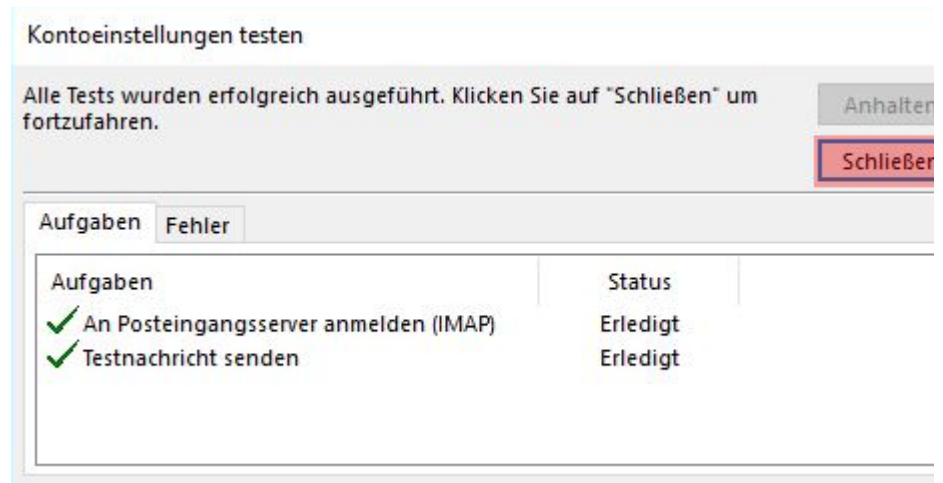 Kontoeinstellungen testen
Alle Tests wurden erfolgreich ausgeführt. Klicken Sie auf "Schließen" um
fortzufahren.
Anhalten
Schließen
Aufgaben Fehler
Aufgaben Status
An Posteingangsserver anmelden (IMAP) Erledigt
Testnachricht senden Erledigt